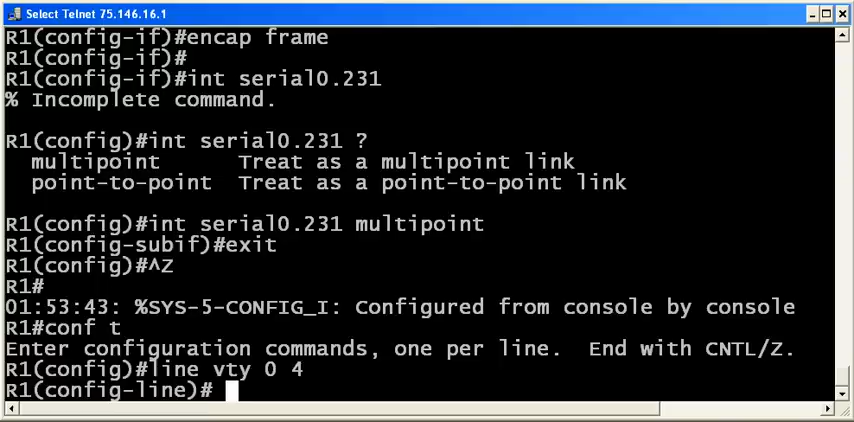 Select Telnet 75.146.16.1
R1(config-if)#encap frame
R1(config-if)#
R1(config-if)#int serial0.231
% Incomplete command.
R1(config)#int serial0.231 ?
multipoint Treat as a multipoint link
point-to-point Treat as a point-to-point link
R1(config)#int serial0.231 multipoint
R1(config-subif)#exit
R1(config)#^Z
R1#
01:53:43: %SYS-5-CONFIG_I: Configured from console by console
R1#conf t
Enter configuration commands, one per line. End with CNTL/Z.
R1(config)#line vty 0 4
R1(config-line)#